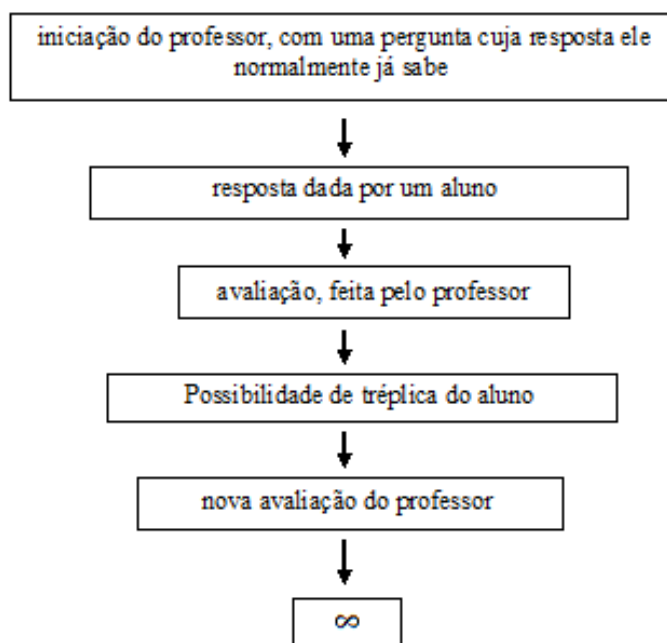 iniciação do professor, com uma pergunta cuja resposta ele
normalmente já sabe
resposta dada por um aluno
avaliação, feita pelo professor
Possibilidade de tréplica do aluno
nova avaliação do professor
∞